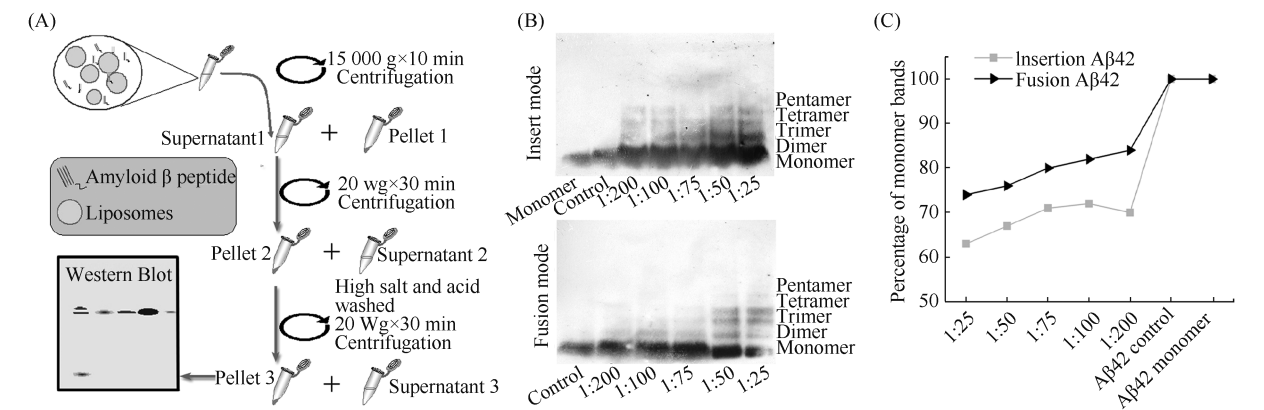 (A)
15 000 g×10 min
Centrifugation
Supernatant1
+
Pellet 1
Amyloid β peptide
Liposomes
20 wg×30 min
Centrifugation
Pellet 2
+
Supernatant 2
High salt and acid
washed
20 Wg×30 min
Centrifugation
Western Blot
Pellet 3
+
Supernatant 3
(B)
Insert mode
Pentamer
Tetramer
Trimer
Dimer
Monomer
Monomer
Control
1:200
1:100
1:75
1:50
1:25
Fusion mode
Pentamer
Tetramer
Trimer
Dimer
Monomer
Control
1:200
1:100
1:75
1:50
1:25
(C)
Insertion Aβ42
Fusion Aβ42
Percentage of monomer bands
100
90
80
70
60
50
1:25
1:50
1:75
1:100
1:200
Aβ42 control
Aβ42 monomer